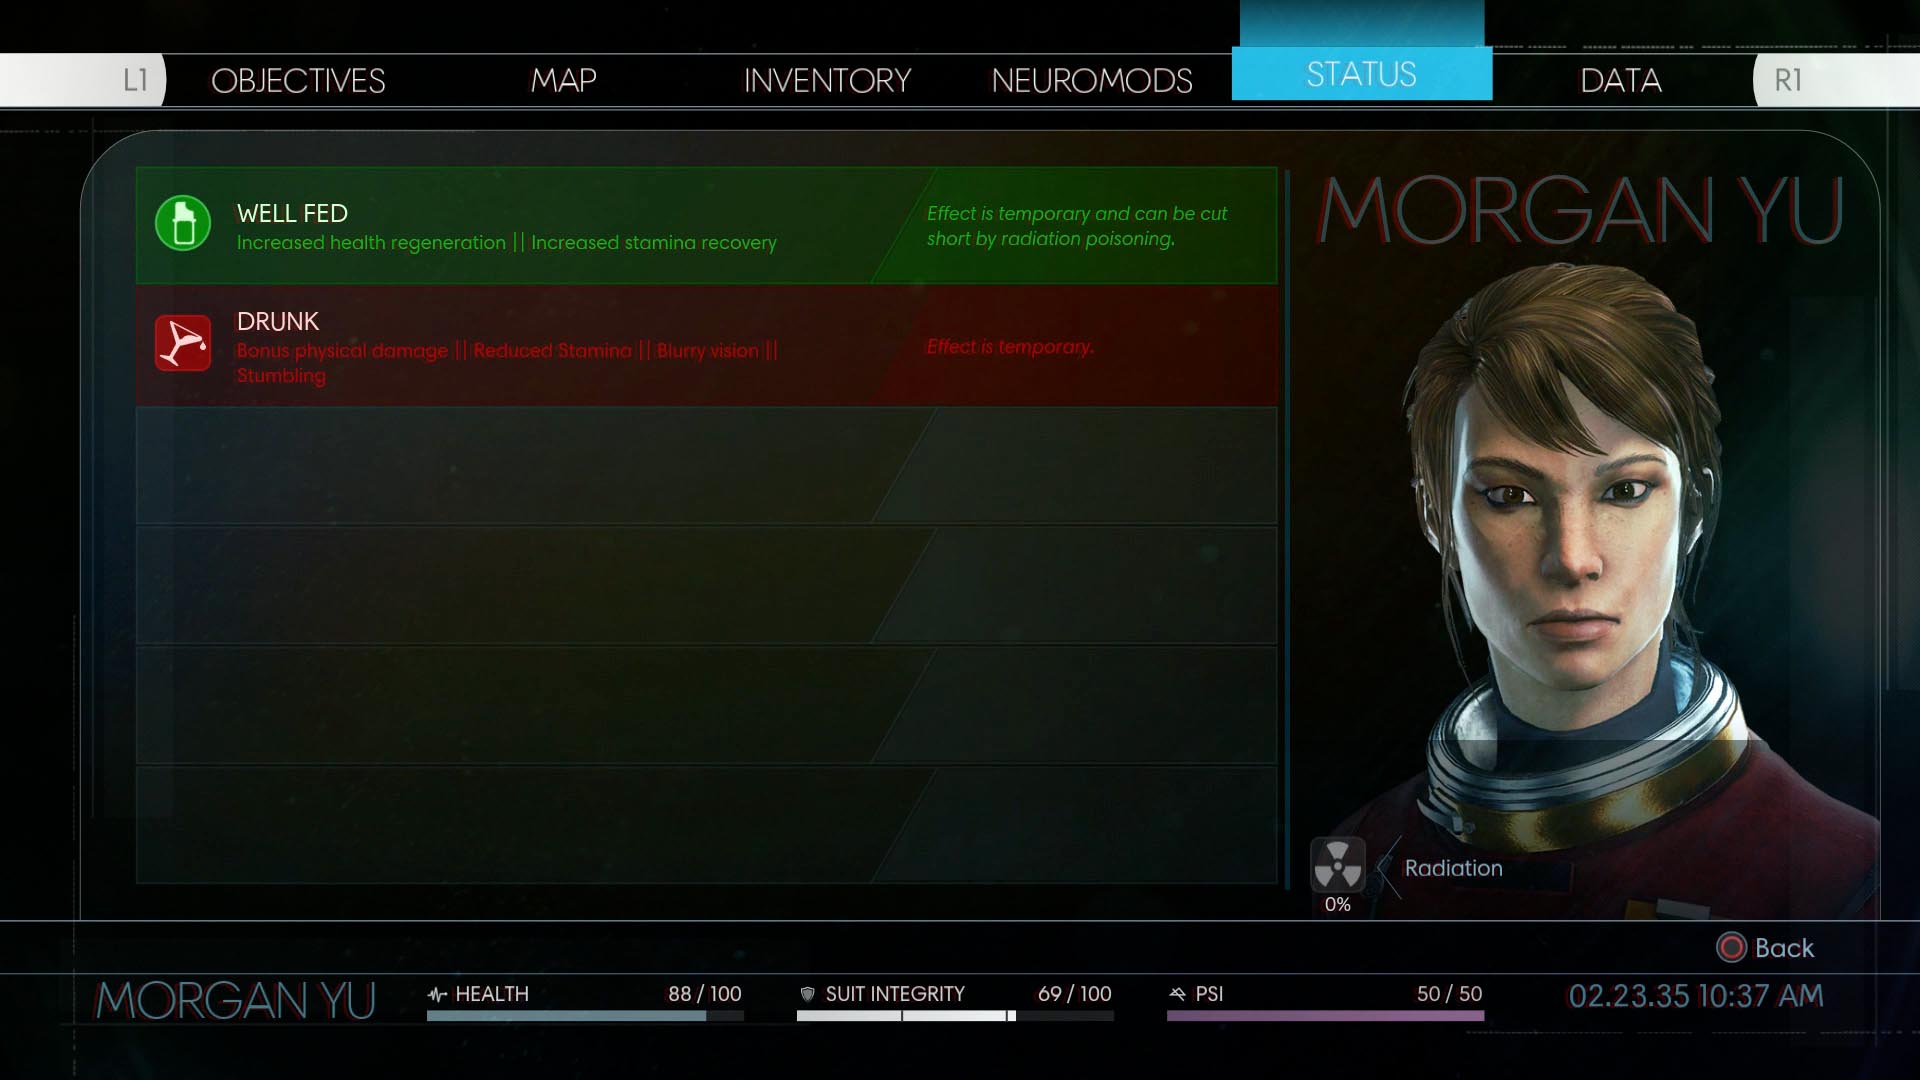 L1 OBJECTIVES MAP INVENTORY NEUROMODS STATUS DATA R1
WELL FED
Increased health regeneration || Increased stamina recovery
Effect is temporary and can be cut
short by radiation poisoning.
DRUNK
Bonus physical damage || Reduced Stamina || Blurry vision ||
Stumbling
Effect is temporary.
MORGAN YU
Radiation
0%
Back
MORGAN YU
HEALTH 88 / 100
SUIT INTEGRITY 69 / 100
PSI 50 / 50
02.23.35 10:37 AM